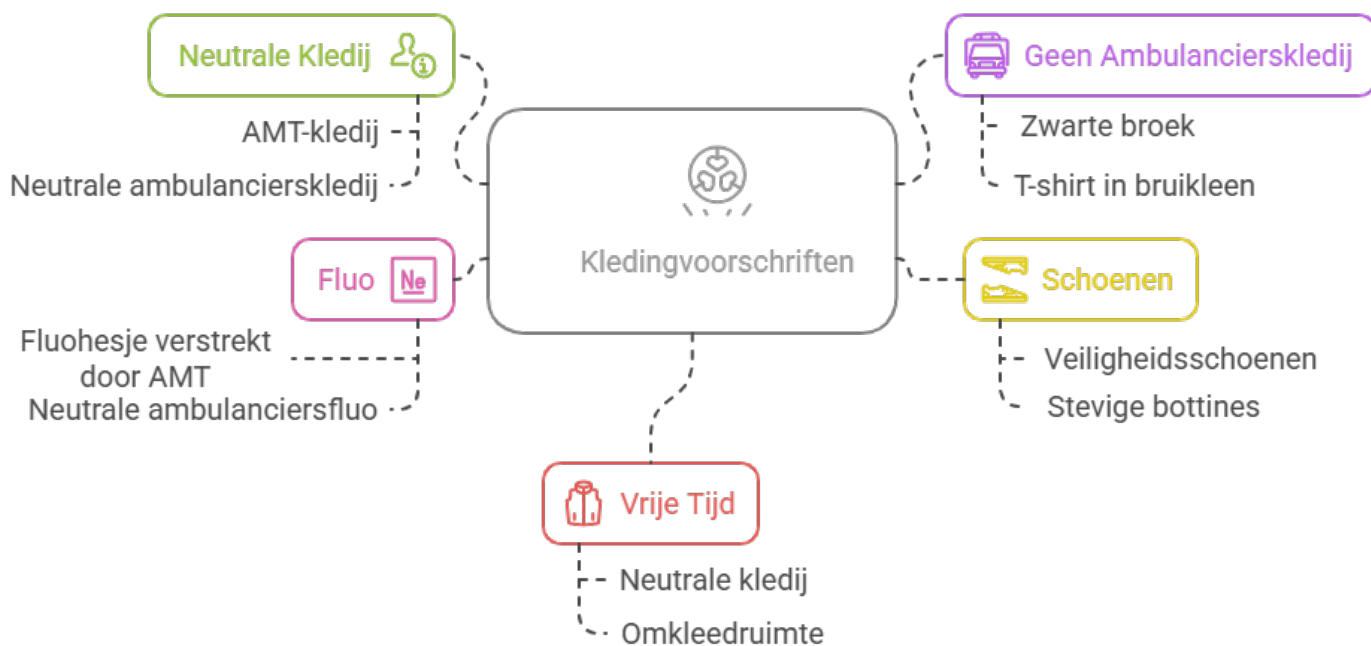 Neutrale Kledij
AMT-kledij
Neutrale ambulancierskledij
Fluo
Ne
Fluohesje verstrekt
door AMT
Neutrale ambulanciersfluo
Kledingvoorschriften
Geen Ambulancierskledij
Zwarte broek
T-shirt in bruikleen
Schoenen
Veiligheidsschoenen
Stevige bottines
Vrije Tijd
Neutrale kledij
Omkleedruimte